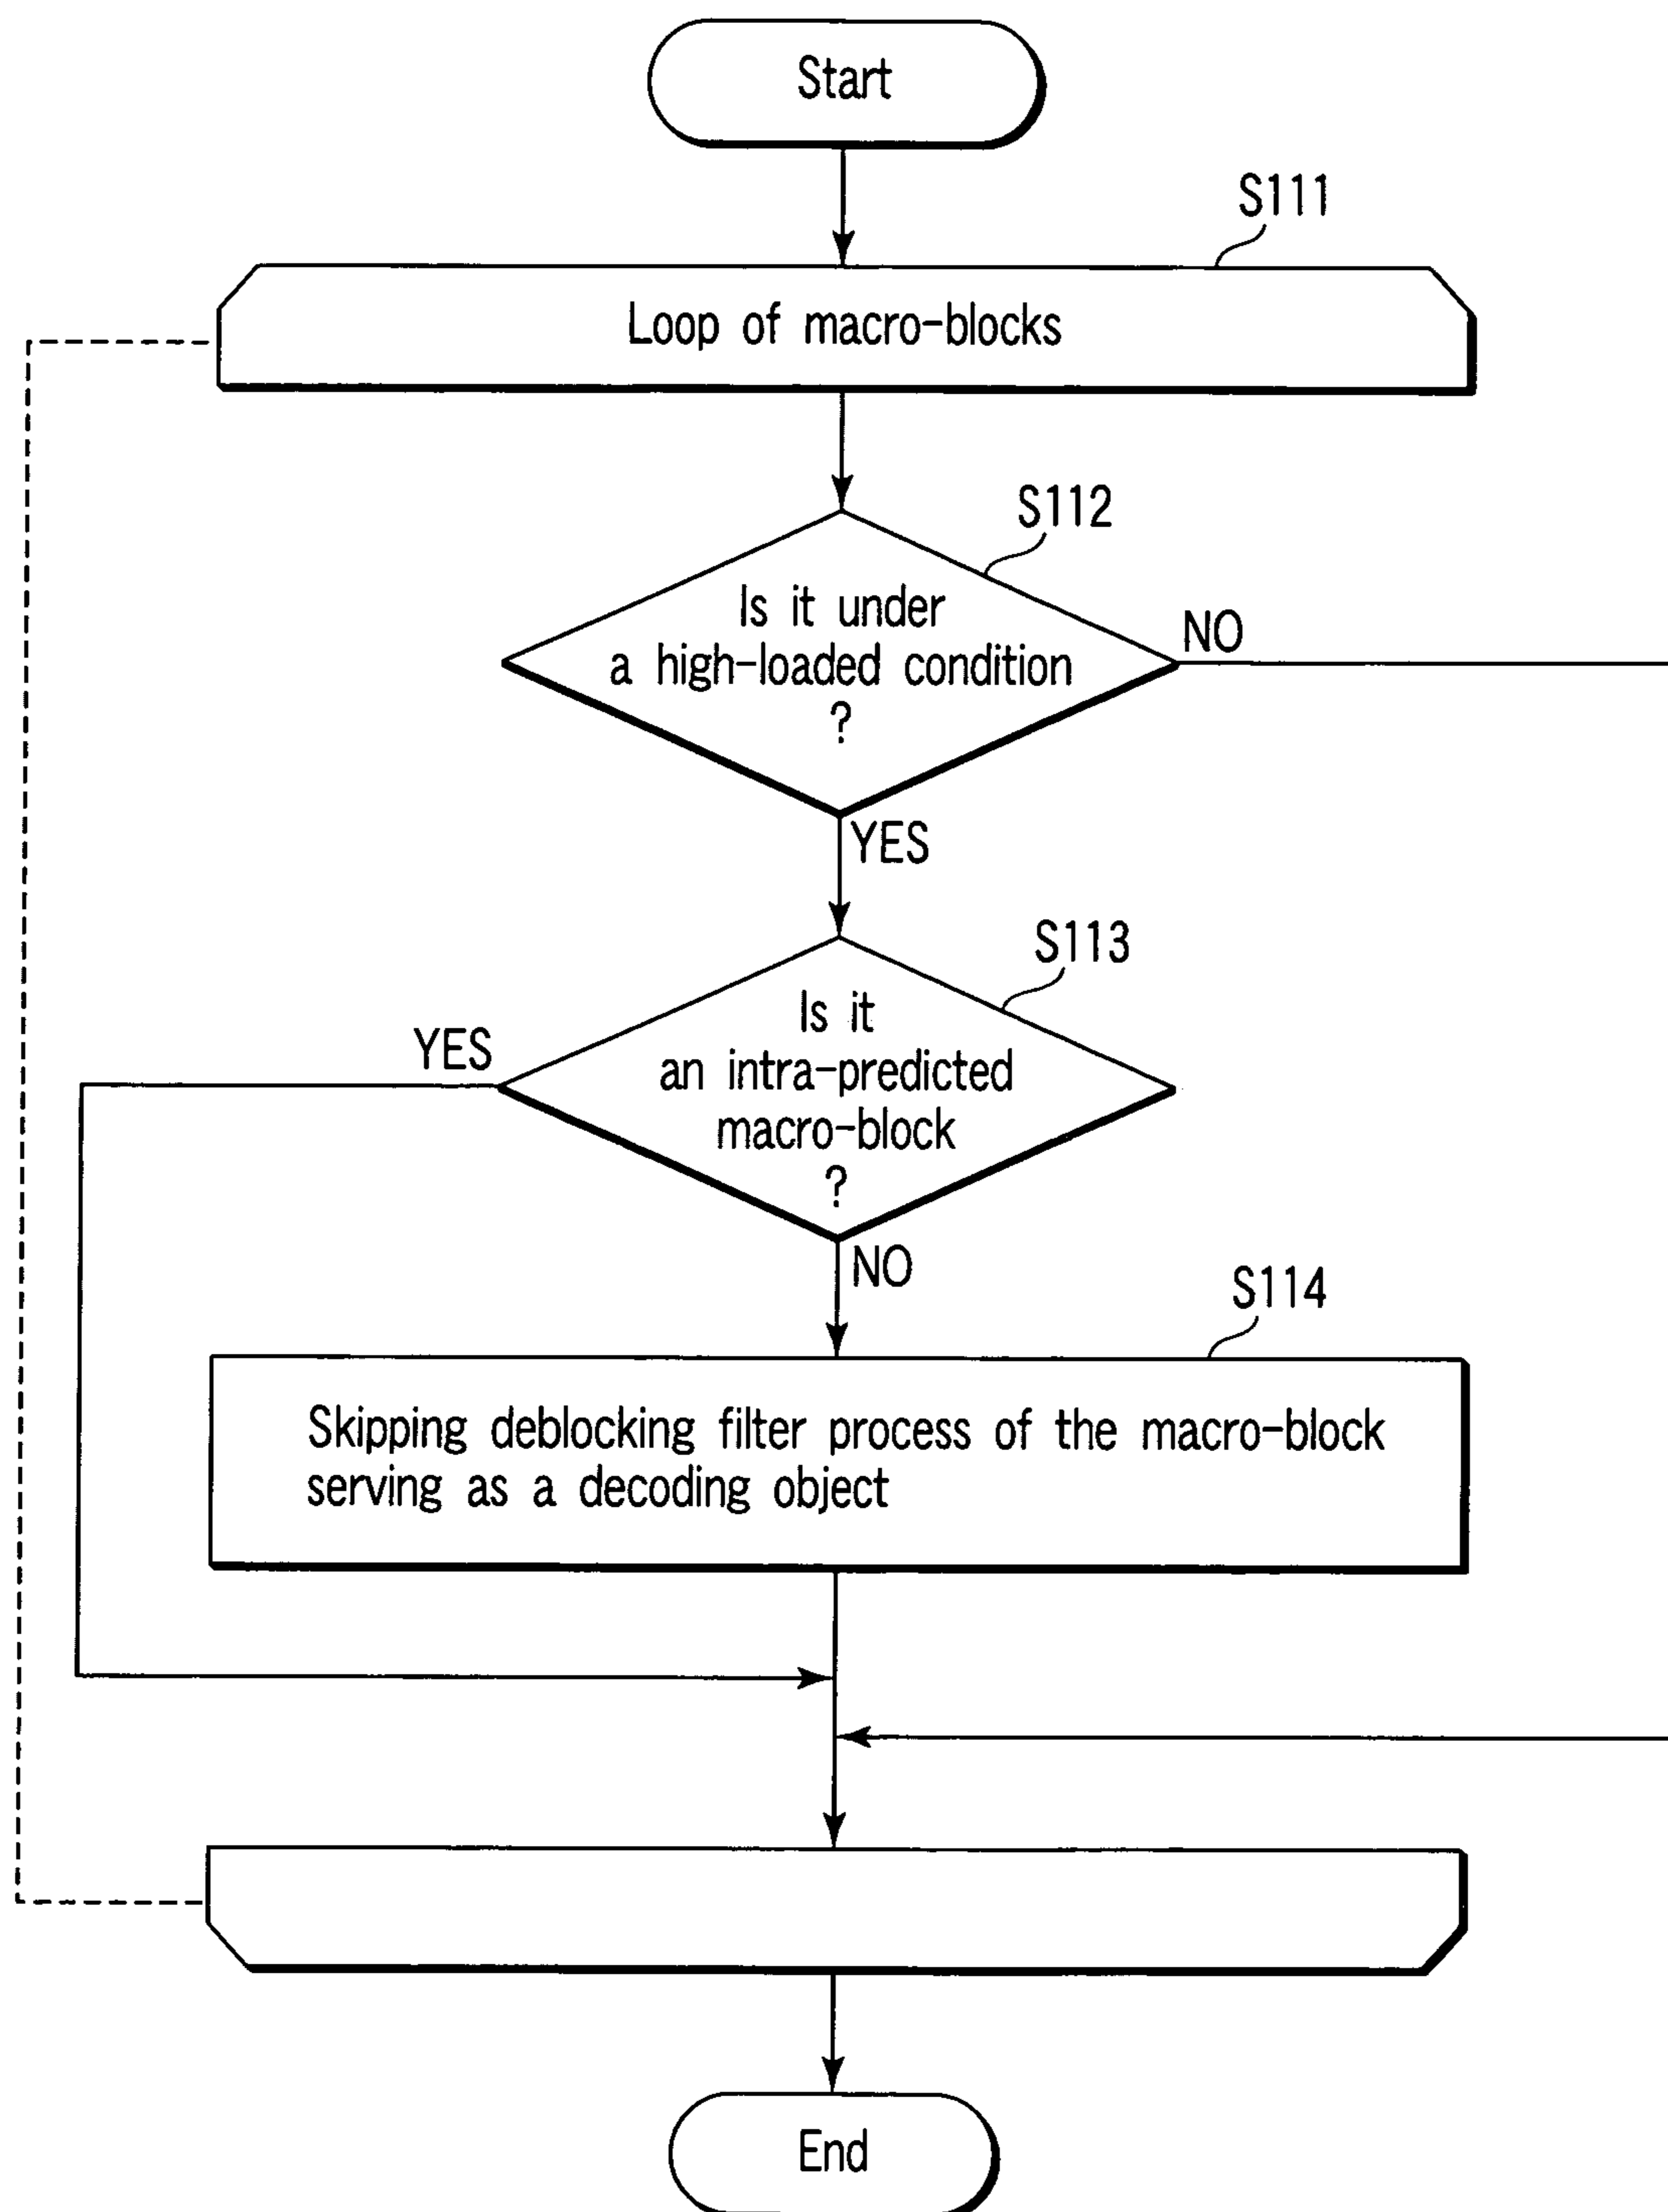 Start
S111
Loop of macro-blocks
S112
Is it under
a high-loaded condition
?
NO
YES
S113
Is it
an intra-predicted
macro-block
?
YES
NO
S114
Skipping deblocking filter process of the macro-block
serving as a decoding object
End